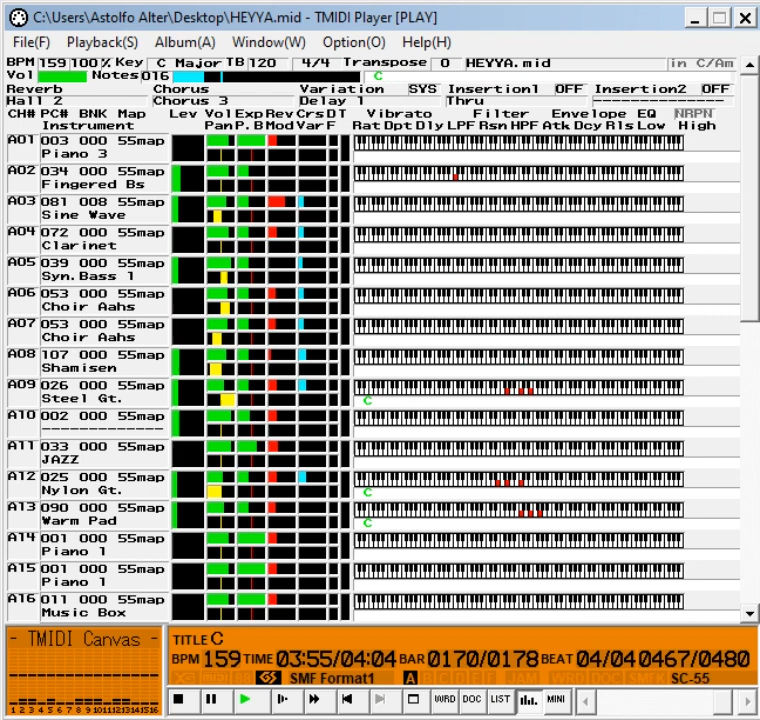 C:\Users\Astolfo Alter\Desktop\HEYYA.mid - TMIDI Player [PLAY]
File(F) Playback(S) Album(A) Window(W) Option(O) Help(H)
BPM 159 100% Key C Major TB 120 4/4 Transpose 0 HEYYA.mid in C/Am
Vol Notes 016 C
Reverb Chorus Variation SYS Insertion1 OFF Insertion2 OFF
Hall 2 Chorus 3 Delay 1 Thru ---------------
CH# PC# BNK Map Lev Vol Exp Rev Crs DT Vibrato Filter Envelope EQ NRPN
Instrument Pan P.B Mod Var F Rat Dpt Dly LPF Rsn HPF Atk Dcy Rls Low High
A01 003 000 55map
Piano 3
A02 034 000 55map
Fingered Bs
A03 081 008 55map
Sine Wave
A04 072 000 55map
Clarinet
A05 039 000 55map
Syn.Bass 1
A06 053 000 55map
Choir Aahs
A07 053 000 55map
Choir Aahs
A08 107 000 55map
Shamisen
A09 026 000 55map
Steel Gt. C
A10 002 000 55map
--------------
A11 033 000 55map
JAZZ
A12 025 000 55map
Nylon Gt. C
A13 090 000 55map
Warm Pad C
A14 001 000 55map
Piano 1
A15 001 000 55map
Piano 1
A16 011 000 55map
Music Box
- TMIDI Canvas -
1 2 3 4 5 6 7 8 9 10 11 12 13 14 15 16
TITLE C
BPM 159 TIME 03:55/04:04 BAR 0170/0178 BEAT 04/04 0467/0480
XG GS SMF Format1 A B C D E F JAM WRD DOC SMFK SC-55
WRD DOC LIST MINI